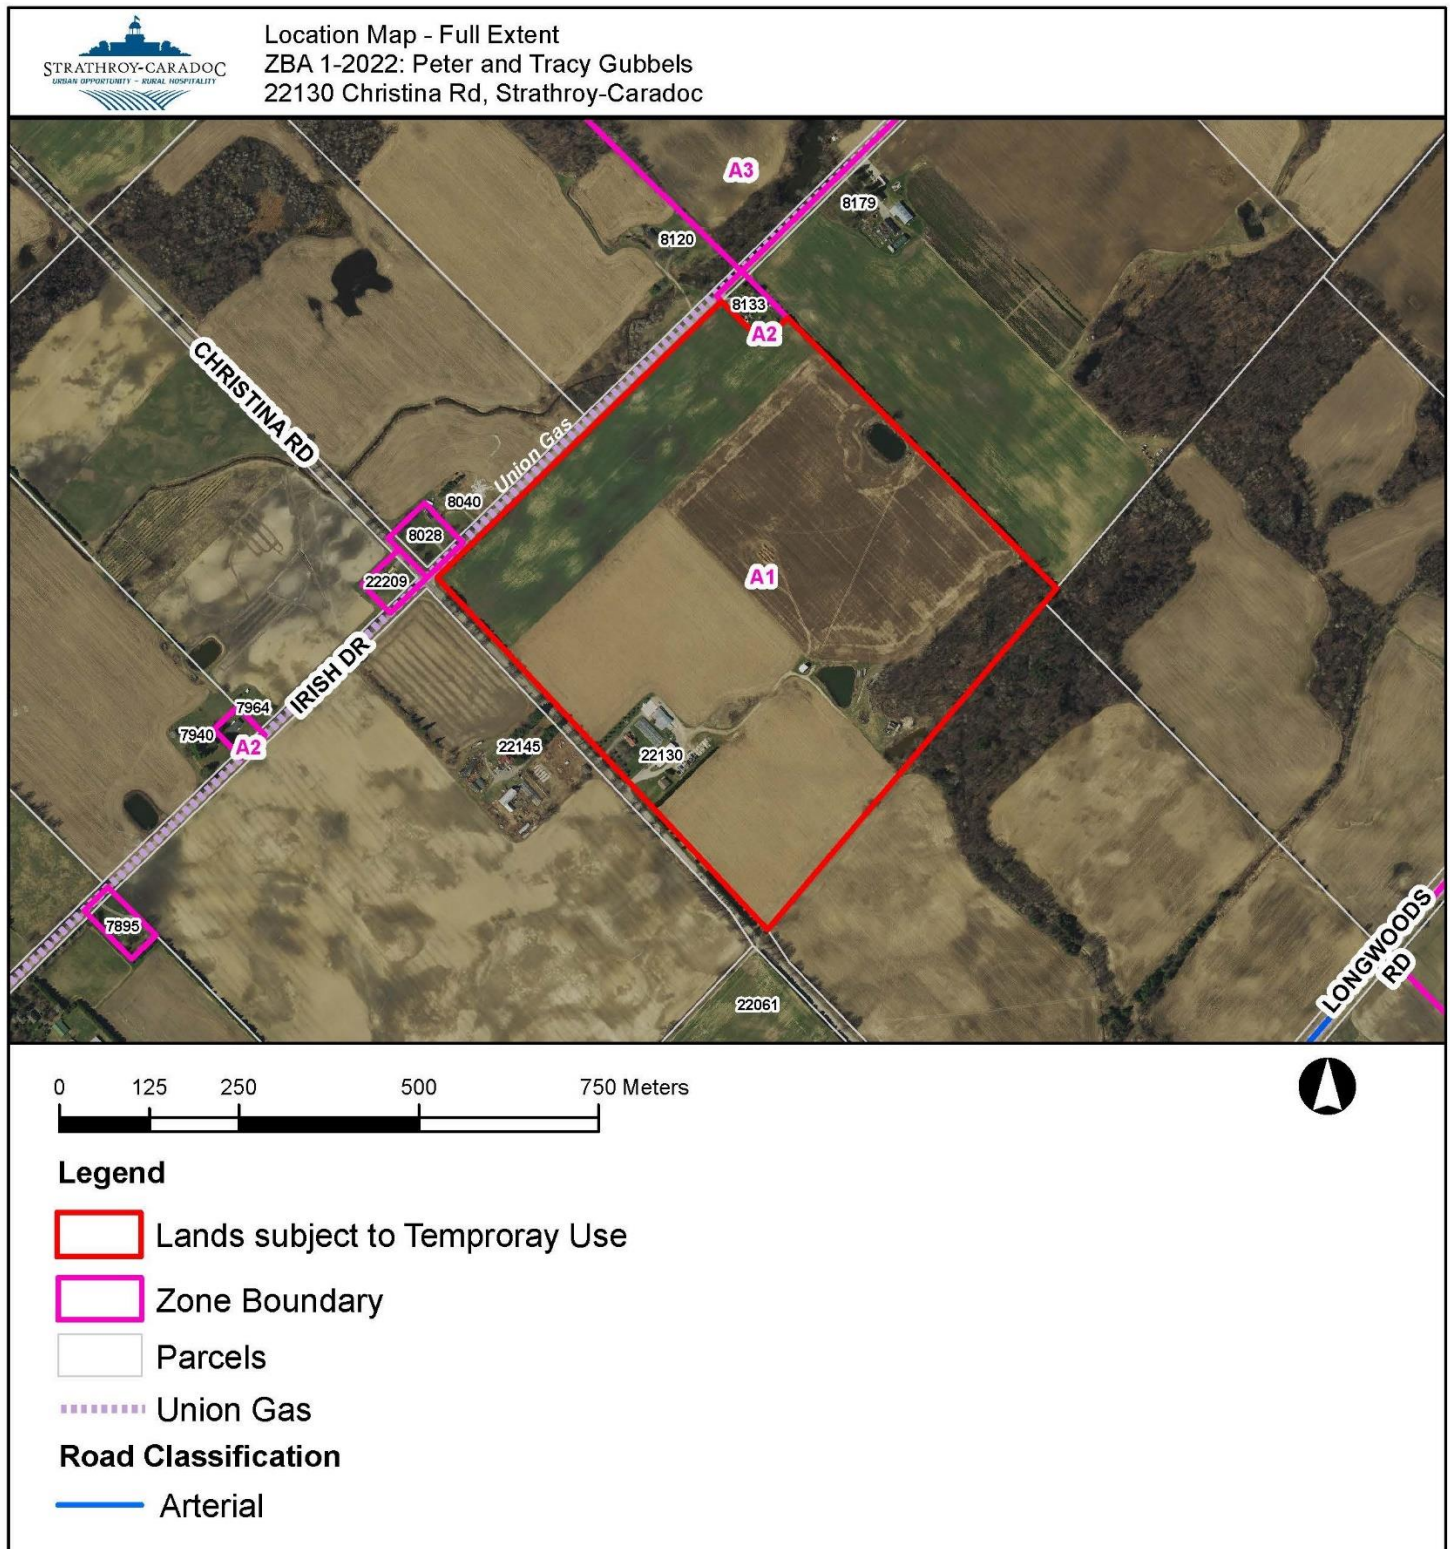 STRATHROY-CARADOC
URBAN OPPORTUNITY - RURAL HOSPITALITY
Location Map - Full Extent
ZBA 1-2022: Peter and Tracy Gubbels
22130 Christina Rd, Strathroy-Caradoc
A3
8179
8120
8133
A2
CHRISTINA RD
Union Gas
8040
8028
22209
A1
IRISH DR
7964
7940
A2
22145
22130
7895
LONGWOODS
RD
22061
0 125 250 500 750 Meters
Legend
Lands subject to Temproray Use
Zone Boundary
Parcels
Union Gas
Road Classification
Arterial